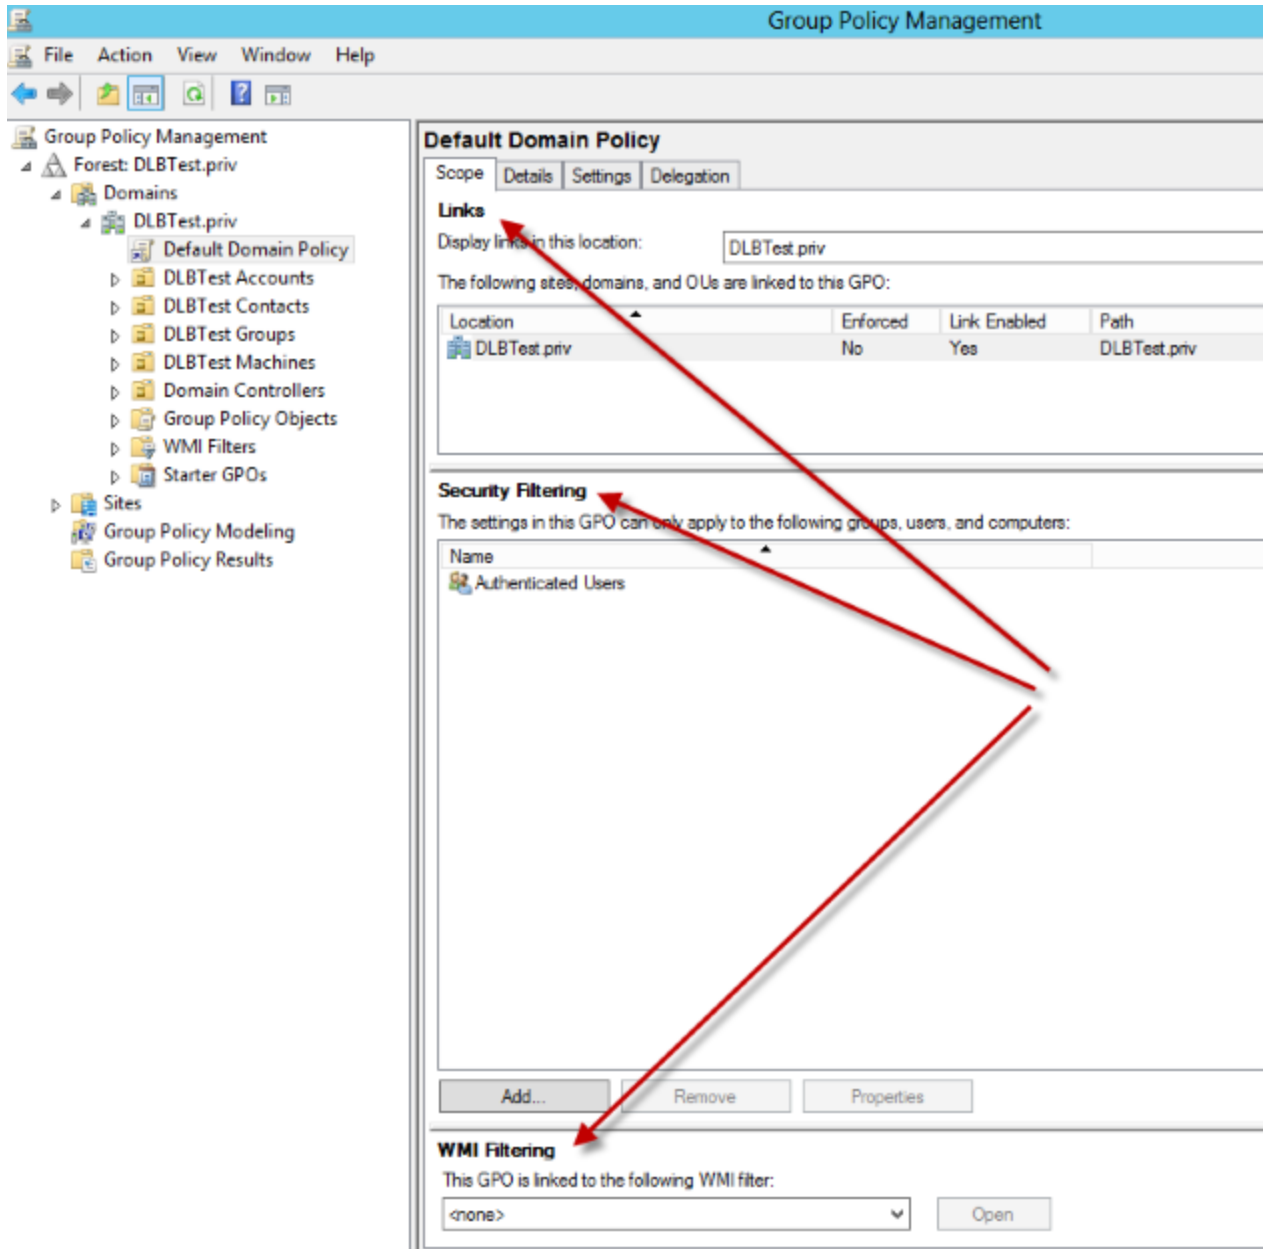 Group Policy Management
File Action View Window Help
Group Policy Management
Forest: DLBTest.priv
Domains
DLBTest.priv
Default Domain Policy
DLBTest Accounts
DLBTest Contacts
DLBTest Groups
DLBTest Machines
Domain Controllers
Group Policy Objects
WMI Filters
Starter GPOs
Sites
Group Policy Modeling
Group Policy Results
Default Domain Policy
Scope Details Settings Delegation
Links
Display links in this location: DLBTest.priv
The following sites, domains, and OUs are linked to this GPO:
Location Enforced Link Enabled Path
DLBTest.priv No Yes DLBTest.priv
Security Filtering
The settings in this GPO can only apply to the following groups, users, and computers:
Name
Authenticated Users
Add... Remove Properties
WMI Filtering
This GPO is linked to the following WMI filter:
<none> Open